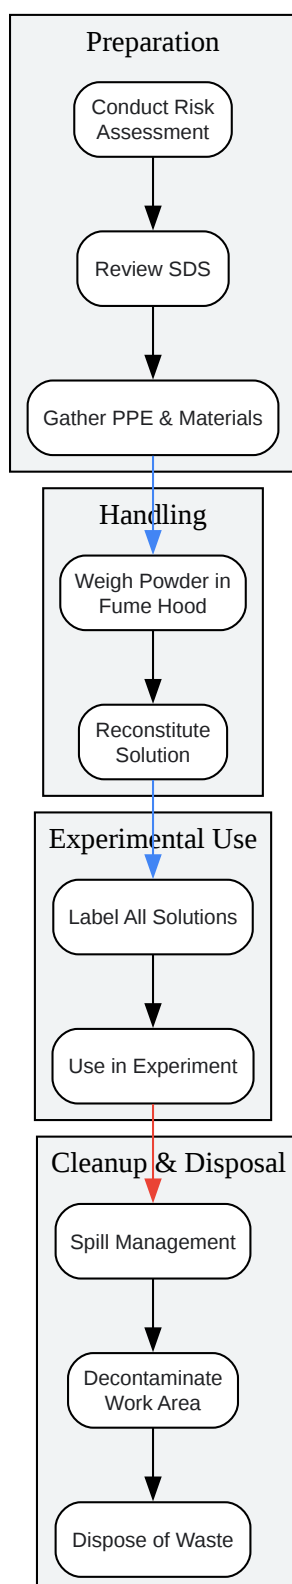 Preparation
Conduct Risk
Assessment
Review SDS
Gather PPE & Materials
Handling
Weigh Powder in
Fume Hood
Reconstitute
Solution
Experimental Use
Label All Solutions
Use in Experiment
Cleanup & Disposal
Spill Management
Decontaminate
Work Area
Dispose of Waste